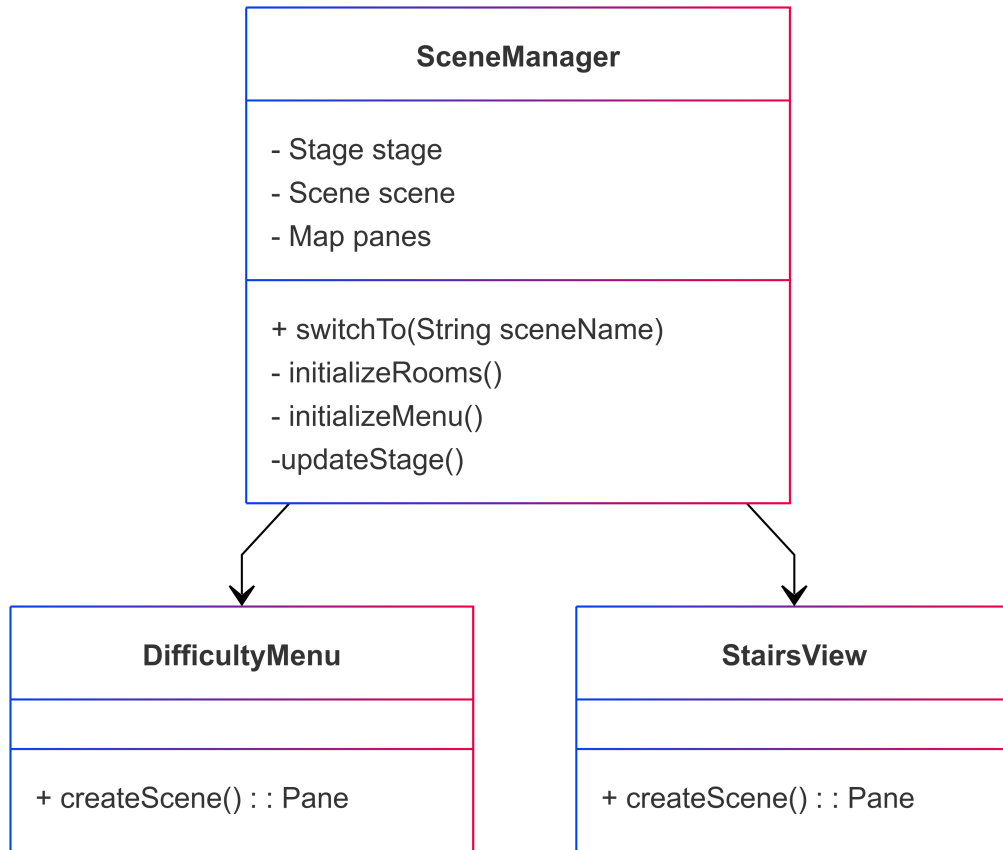 SceneManager
- Stage stage
- Scene scene
- Map panes
+ switchTo(String sceneName)
- initializeRooms()
- initializeMenu()
-updateStage()
DifficultyMenu
+ createScene() : : Pane
StairsView
+ createScene() : : Pane